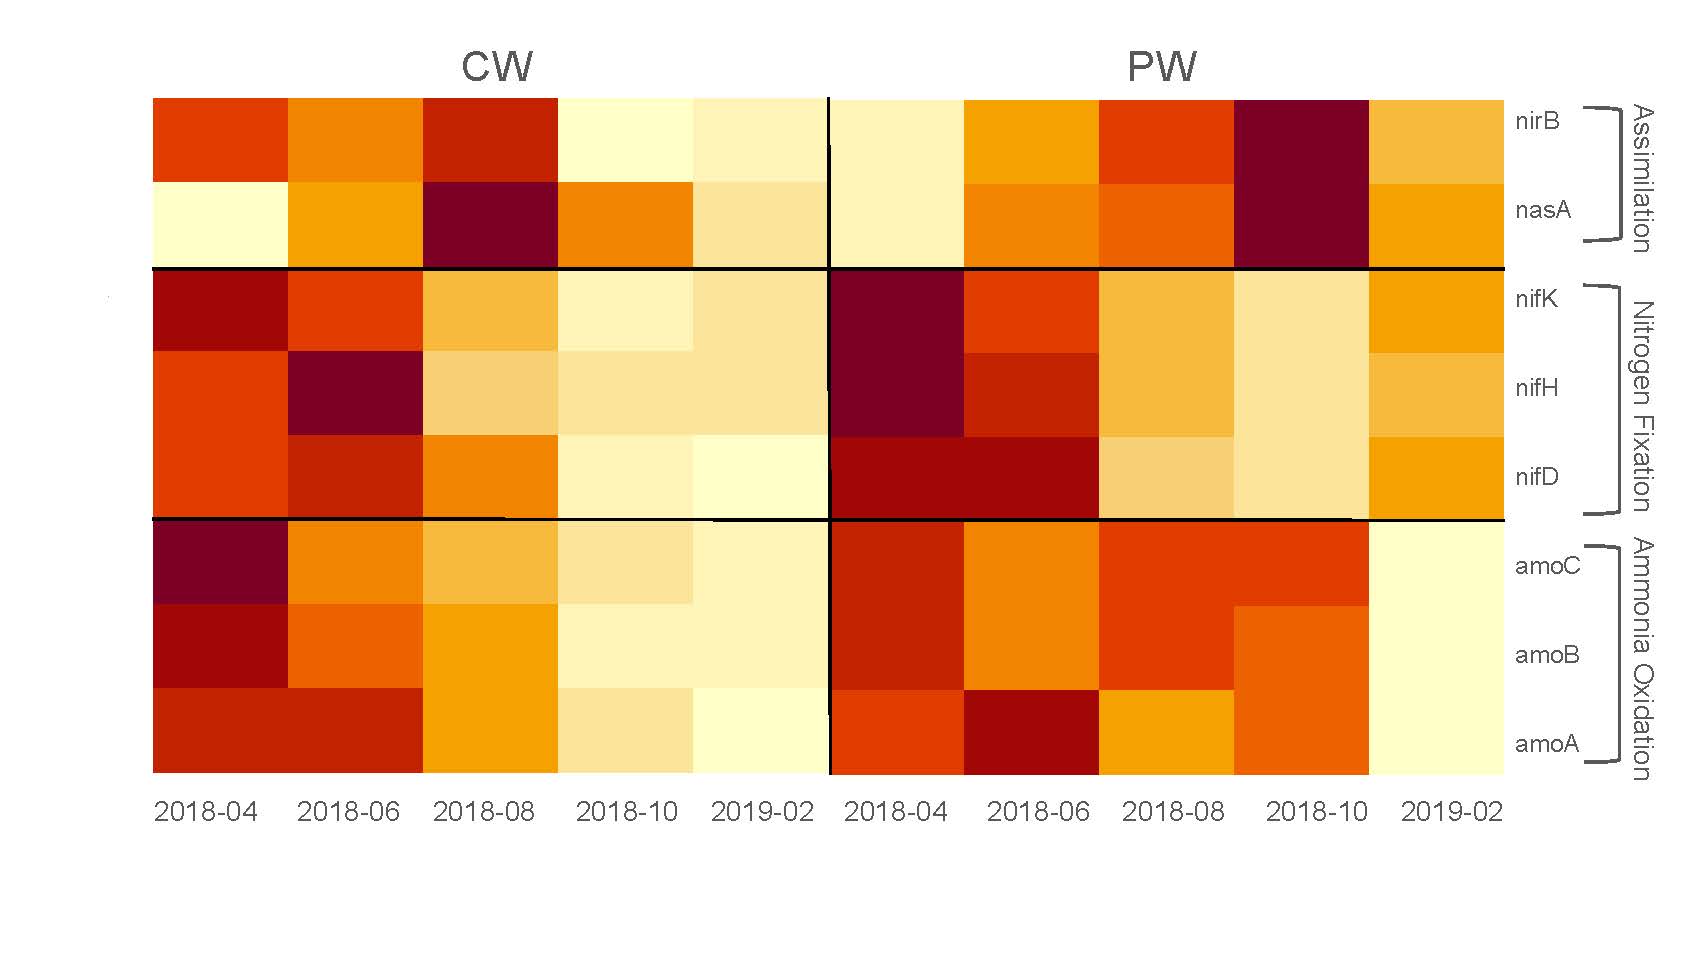 CW
PW
nirB
nasA
nifK
nifH
nifD
amoC
amoB
amoA
Assimilation
Nitrogen Fixation
Ammonia Oxidation
2018-04 2018-06 2018-08 2018-10 2019-02 2018-04 2018-06 2018-08 2018-10 2019-02